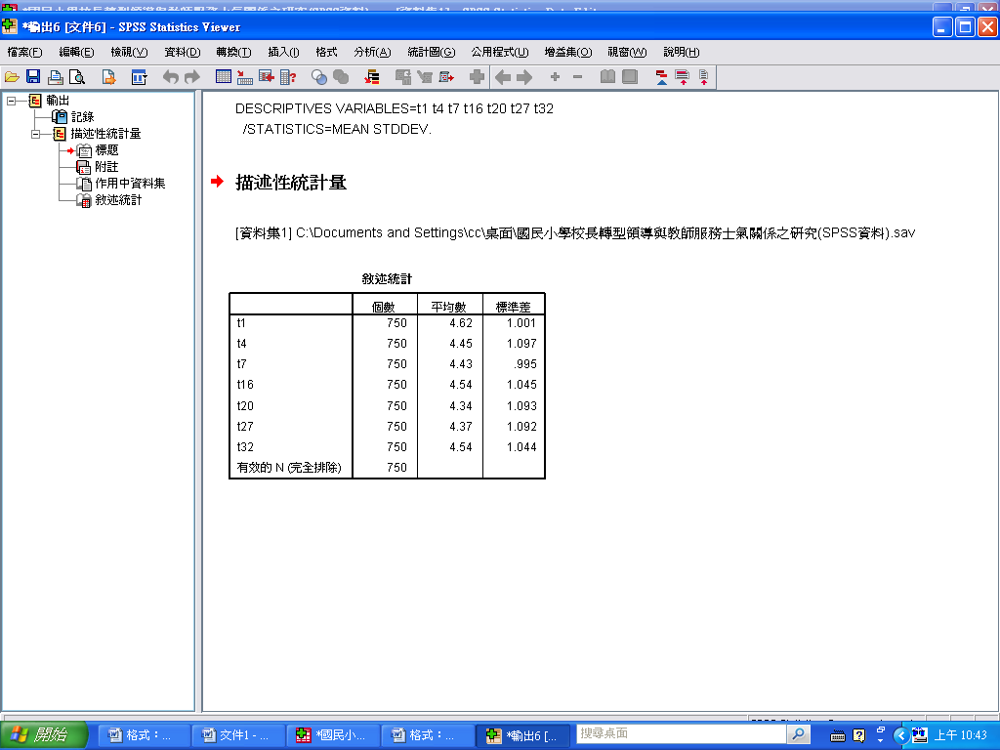 *輸出6 [文件6] - SPSS Statistics Viewer
檔案(F) 編輯(E) 檢視(V) 資料(D) 轉換(T) 插入(I) 格式 分析(A) 統計圖(G) 公用程式(U) 增益集(O) 視窗(W) 說明(H)
輸出
記錄
描述性統計量
標題
附註
作用中資料集
敘述統計
DESCRIPTIVES VARIABLES=t1 t4 t7 t16 t20 t27 t32
/STATISTICS=MEAN STDDEV.
描述性統計量
[資料集1] C:\Documents and Settings\cc\桌面\國民小學校長轉型領導與教師服務士氣關係之研究(SPSS資料).sav
敘述統計
個數 平均數 標準差
t1 750 4.62 1.001
t4 750 4.45 1.097
t7 750 4.43 .995
t16 750 4.54 1.045
t20 750 4.34 1.093
t27 750 4.37 1.092
t32 750 4.54 1.044
有效的 N (完全排除) 750
開始 格式：... 文件1 - ... *國民小... 格式：... *輸出6 [... 搜尋桌面 上午 10:43